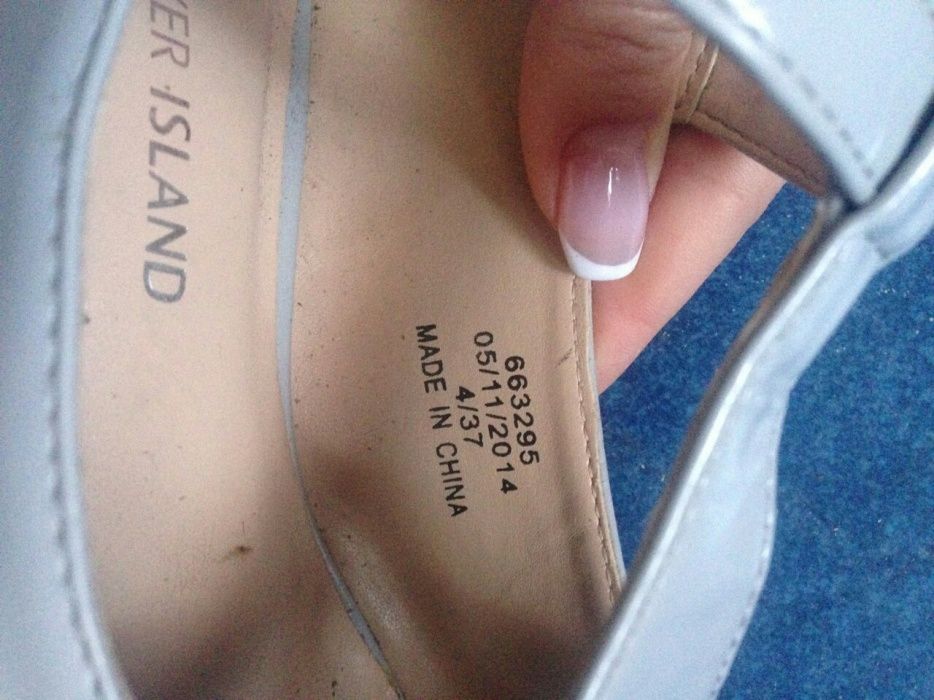 ER ISLAND
663295
05/11/2014
4/37
MADE IN CHINA